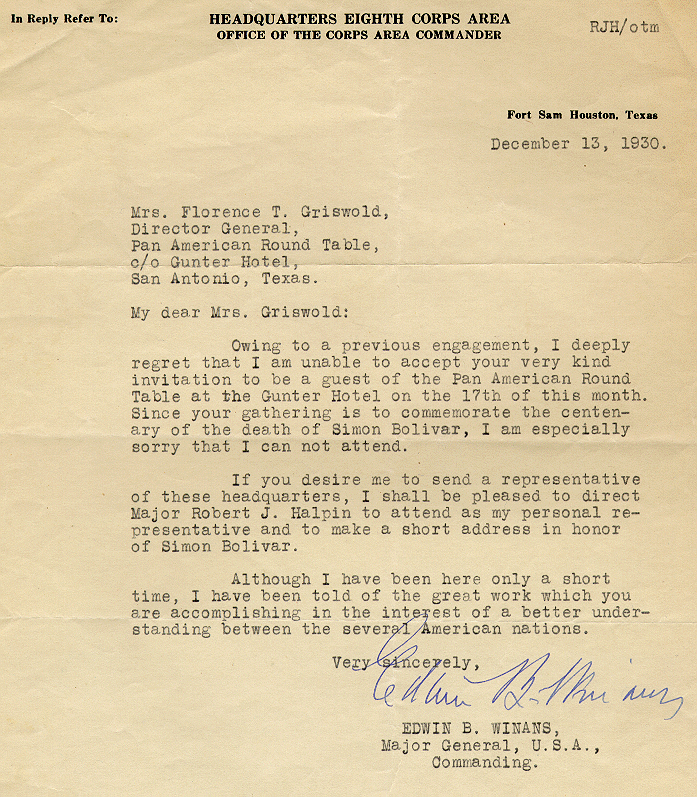 In Reply Refer To:
HEADQUARTERS EIGHTH CORPS AREA
OFFICE OF THE CORPS AREA COMMANDER
RJH/otm
Fort Sam Houston, Texas
December 13, 1930.
Mrs. Florence T. Griswold,
Director General,
Pan American Round Table,
c/o Gunter Hotel,
San Antonio, Texas.
My dear Mrs. Griswold:
Owing to a previous engagement, I deeply
regret that I am unable to accept your very kind
invitation to be a guest of the Pan American Round
Table at the Gunter Hotel on the 17th of this month.
Since your gathering is to commemorate the centen-
ary of the death of Simon Bolivar, I am especially
sorry that I can not attend.
If you desire me to send a representative
of these headquarters, I shall be pleased to direct
Major Robert J. Halpin to attend as my personal re-
presentative and to make a short address in honor
of Simon Bolivar.
Although I have been here only a short
time, I have been told of the great work which you
are accomplishing in the interest of a better under-
standing between the several American nations.
Very sincerely,
Edwin B. Winans
EDWIN B. WINANS,
Major General, U.S.A.,
Commanding.